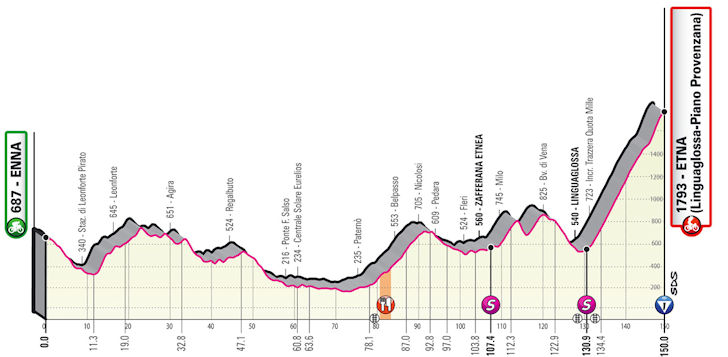 687 - ENNA
340 - Staz. di Leonforte Pirato
645 - Leonforte
651 - Agira
524 - Regalbuto
216 - Ponte F. Salso
234 - Centrale Solare Eurelios
235 - Paternò
553 - Belpasso
705 - Nicolosi
609 - Pedara
524 - Fleri
560 - ZAFFERANA ETNEA
745 - Milo
825 - Bv. di Vena
540 - LINGUAGLOSSA
723 - Incr. Trazzera Quota Mille
1793 - ETNA
(Linguaglossa-Piano Provenzana)
1400
1200
1000
800
600
400
200
SDS
S
S
0 10 20 30 40 50 60 70 80 90 100 110 120 130 140 150
0.0 11.3 19.0 32.8 47.1 60.8 63.6 78.1 87.0 92.8 97.0 103.8 107.4 112.3 122.9 130.9 134.4 150.0